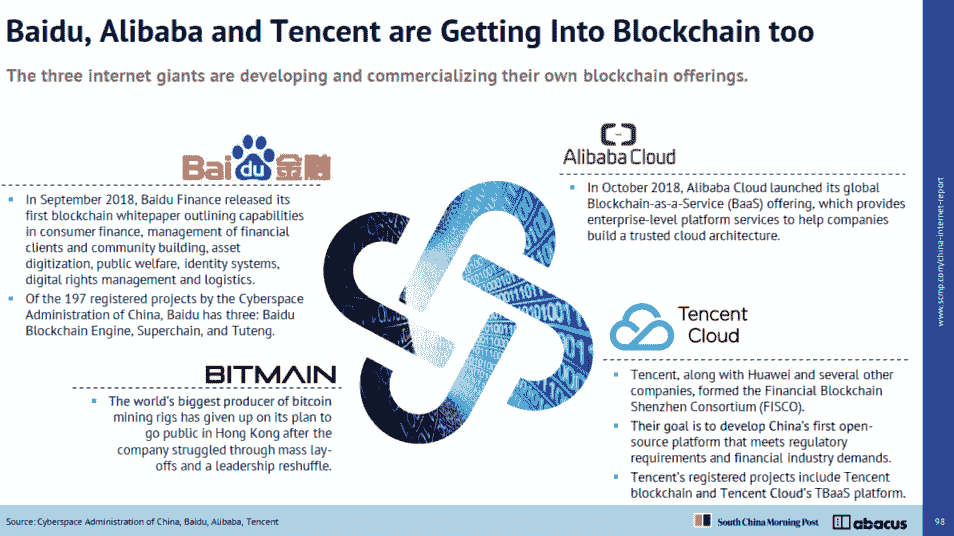 Baidu, Alibaba and Tencent are Getting Into Blockchain too
The three internet giants are developing and commercializing their own blockchain offerings.
Bai du 金融
In September 2018, Baidu Finance released its
first blockchain whitepaper outlining capabilities
in consumer finance, management of financial
clients and community building, asset
digitization, public welfare, identity systems,
digital rights management and logistics.
Of the 197 registered projects by the Cyberspace
Administration of China, Baidu has three: Baidu
Blockchain Engine, Superchain, and Tuteng.
BITMAIN
The world's biggest producer of bitcoin
mining rigs has given up on its plan to
go public in Hong Kong after the
company struggled through mass lay-
offs and a leadership reshuffle.
Alibaba Cloud
In October 2018, Alibaba Cloud launched its global
Blockchain-as-a-Service (BaaS) offering, which provides
enterprise-level platform services to help companies
build a trusted cloud architecture.
Tencent
Cloud
Tencent, along with Huawei and several other
companies, formed the Financial Blockchain
Shenzhen Consortium (FISCO).
Their goal is to develop China's first open-
source platform that meets regulatory
requirements and financial industry demands.
Tencent's registered projects include Tencent
blockchain and Tencent Cloud's TBaaS platform.
www.scmp.com/china-internet-report
Source: Cyberspace Administration of China, Baidu, Alibaba, Tencent
South China Morning Post
abacus
98